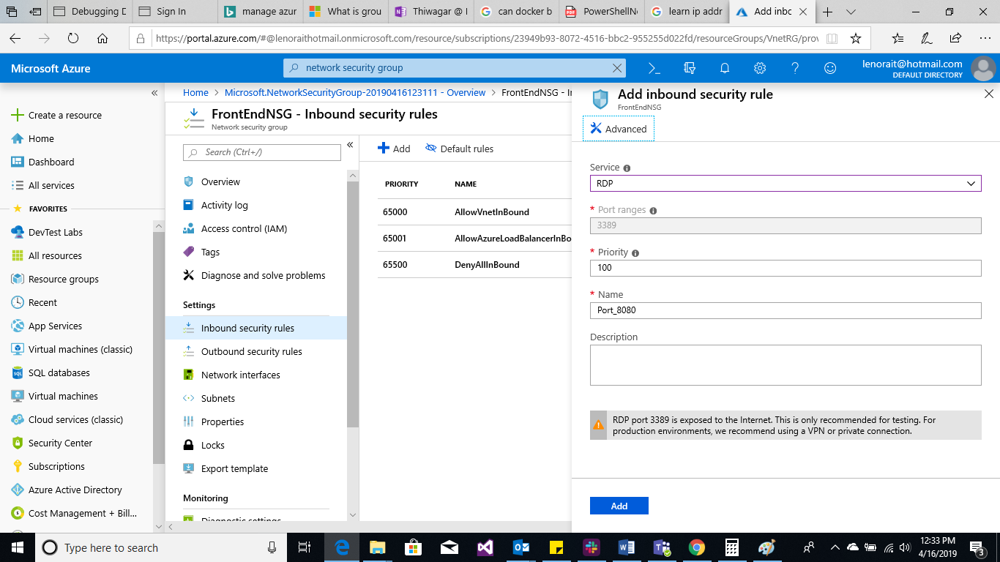 Debugging D
Sign In
manage azur
What is grou
Thiwagar @ I
can docker b
PowerShellNo
learn ip addr
Add inbc
https://portal.azure.com/#@lenoraithotmail.onmicrosoft.com/resource/subscriptions/23949b93-8072-4516-bbc2-955255d022fd/resourceGroups/VnetRG/prov
Microsoft Azure
network security group
lenorait@hotmail.com
DEFAULT DIRECTORY
Home > Microsoft.NetworkSecurityGroup-20190416123111 - Overview > FrontEndNSG - I
Create a resource
Home
Dashboard
All services
FAVORITES
DevTest Labs
All resources
Resource groups
Recent
App Services
Virtual machines (classic)
SQL databases
Virtual machines
Cloud services (classic)
Security Center
Subscriptions
Azure Active Directory
Cost Management + Bill...
FrontEndNSG - Inbound security rules
Network security group
Search (Ctrl+/)
Overview
Activity log
Access control (IAM)
Tags
Diagnose and solve problems
Settings
Inbound security rules
Outbound security rules
Network interfaces
Subnets
Properties
Locks
Export template
Monitoring
Diagnostic settings
Add
Default rules
PRIORITY NAME
65000 AllowVnetInBound
65001 AllowAzureLoadBalancerInBo
65500 DenyAllInBound
Add inbound security rule
FrontEndNSG
Advanced
Service
RDP
* Port ranges
3389
* Priority
100
* Name
Port_8080
Description
RDP port 3389 is exposed to the Internet. This is only recommended for testing. For
production environments, we recommend using a VPN or private connection.
Add
Type here to search
12:33 PM
4/16/2019
3